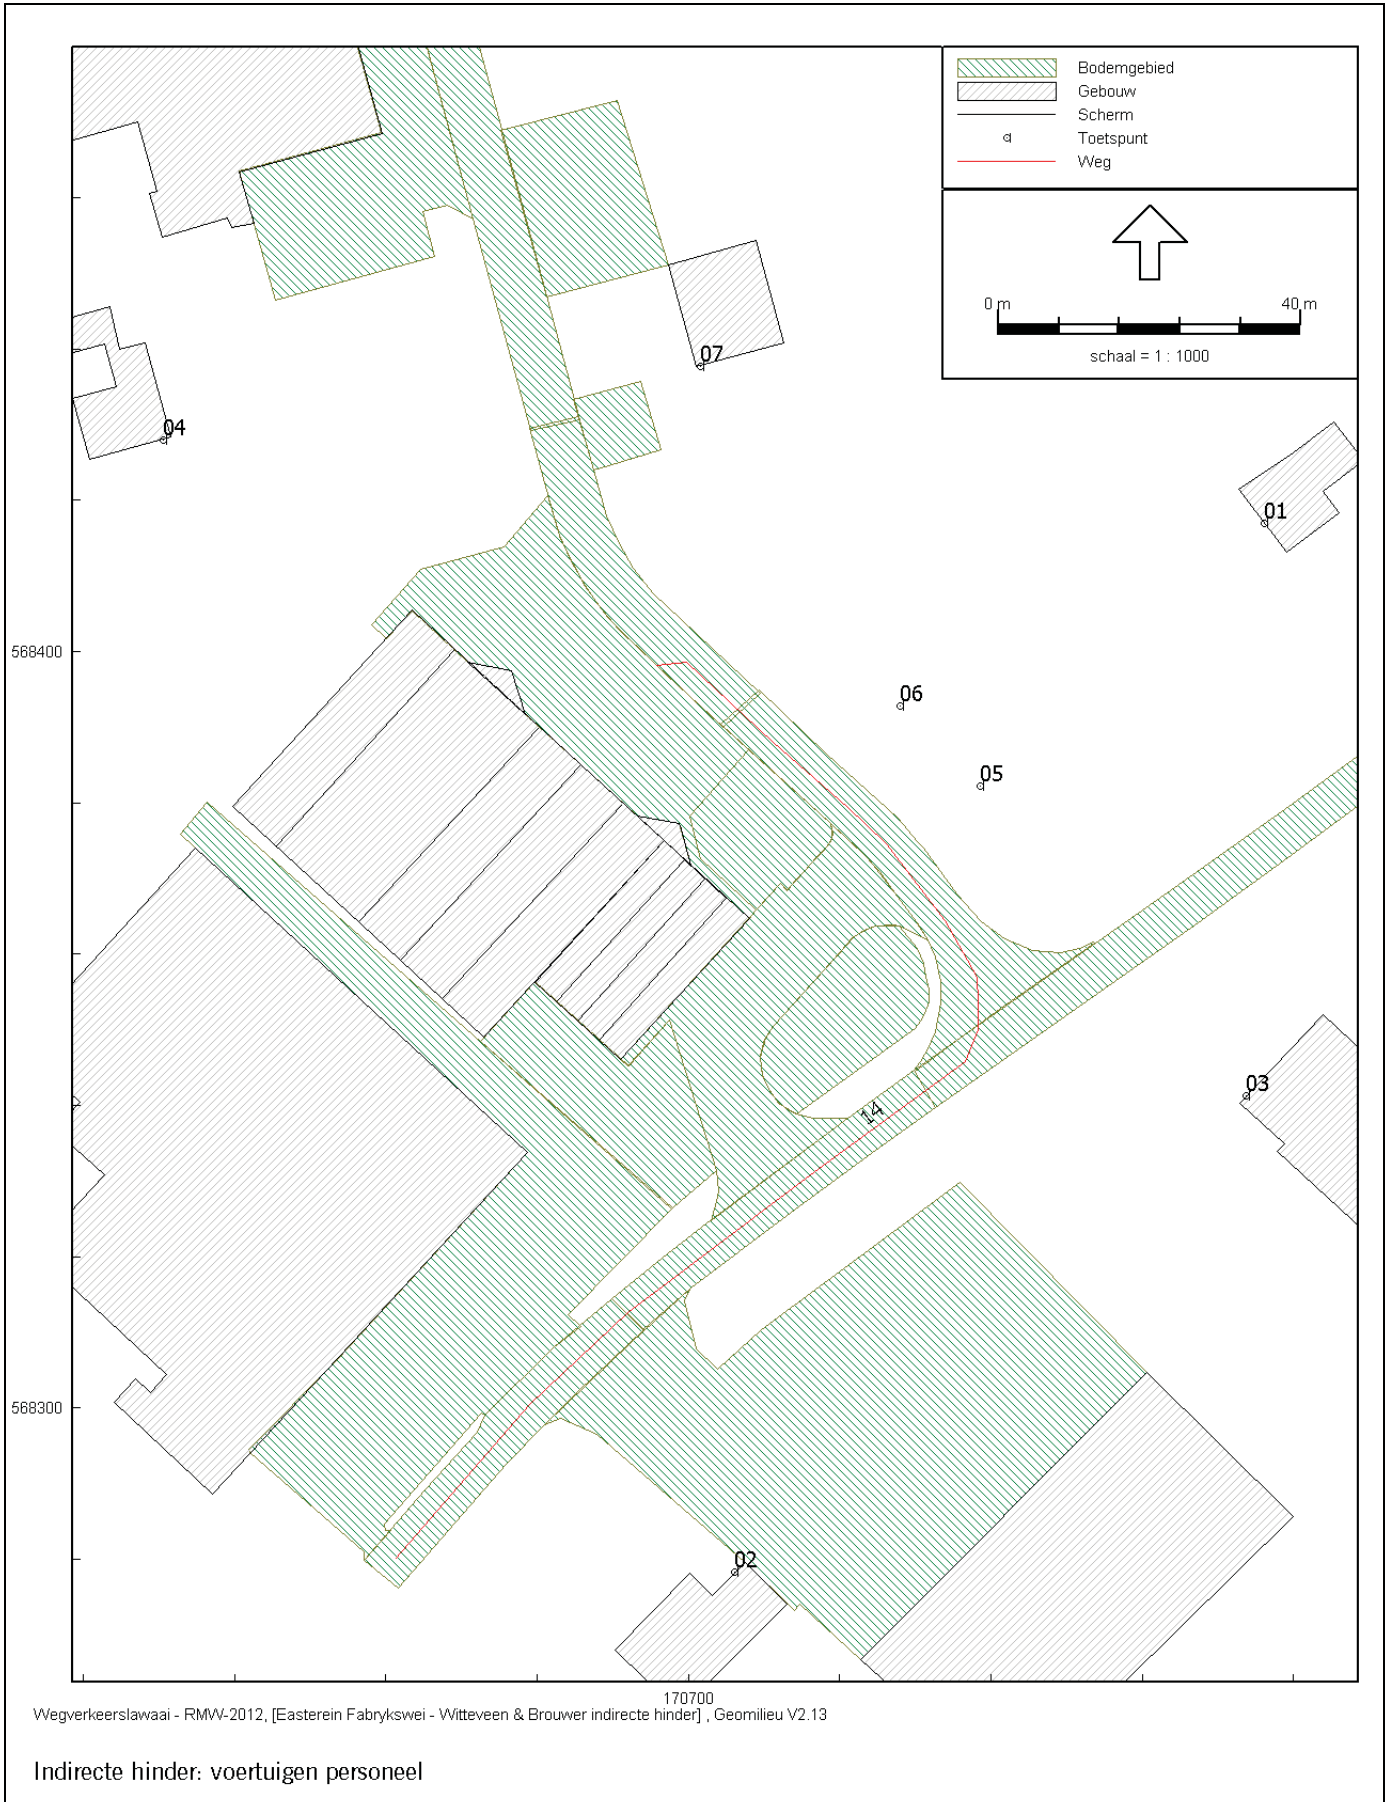 Bodemgebied
Gebouw
Scherm
Toetspunt
Weg
0 m 40 m
schaal = 1 : 1000
07
04
01
568400
06
05
03
14
568300
02
170700
Wegverkeerslawaai - RMW-2012, [Easterein Fabrykswei - Witteveen & Brouwer indirecte hinder] , Geomilieu V2.13
Indirecte hinder: voertuigen personeel